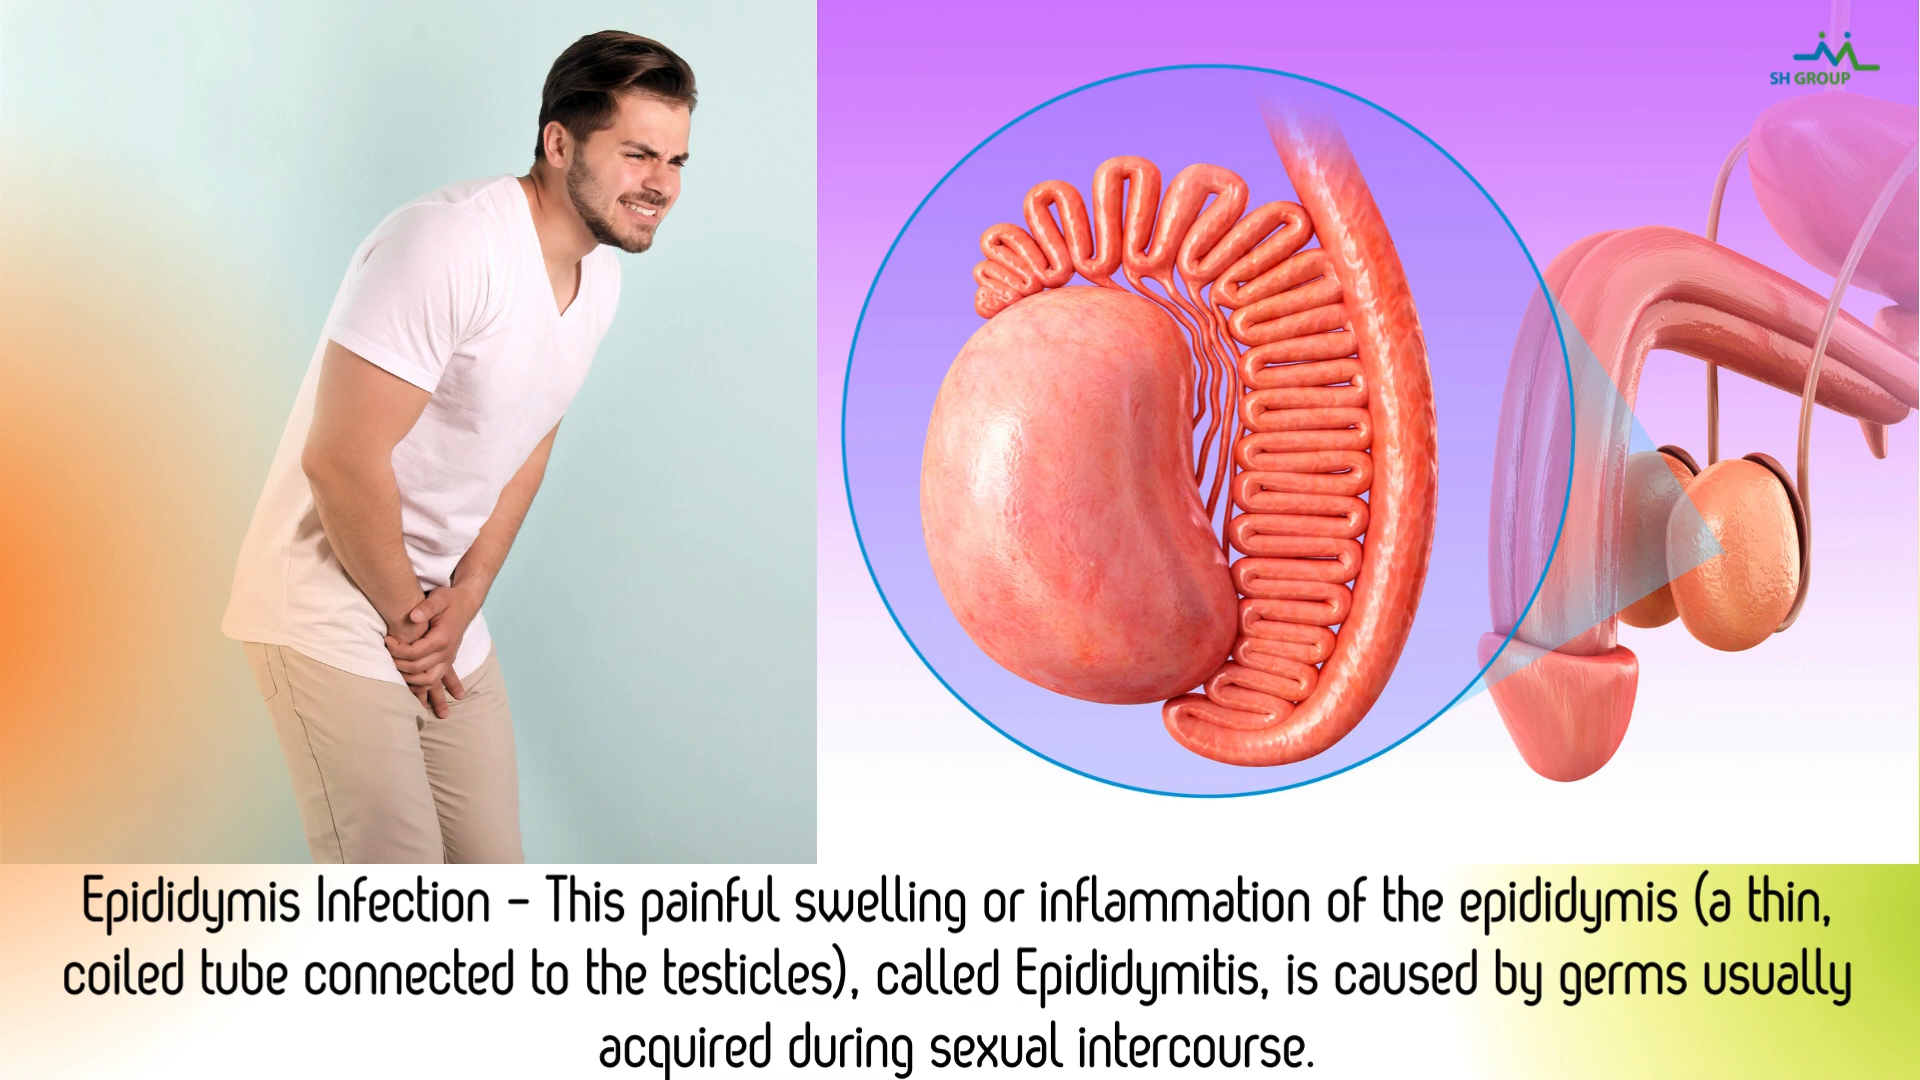 SH GROUP
Epididymis Infection – This painful swelling or inflammation of the epididymis (a thin,
coiled tube connected to the testicles), called Epididymitis, is caused by germs usually
acquired during sexual intercourse.